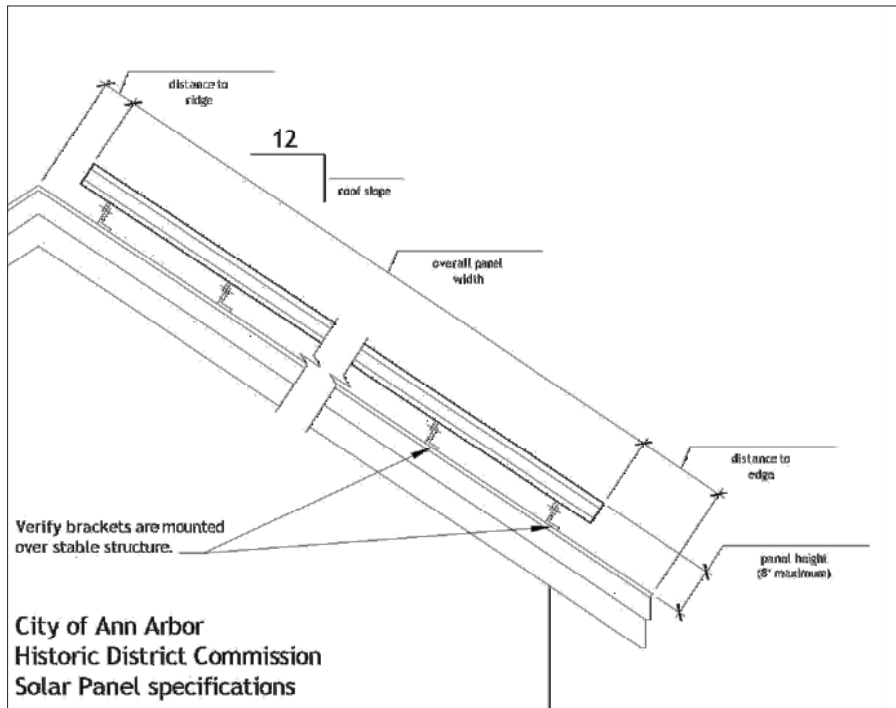 distance to
ridge
12
roof slope
overall panel
width
distance to
edge
Verify brackets are mounted
over stable structure.
panel height
(8" maximum)
City of Ann Arbor
Historic District Commission
Solar Panel specifications